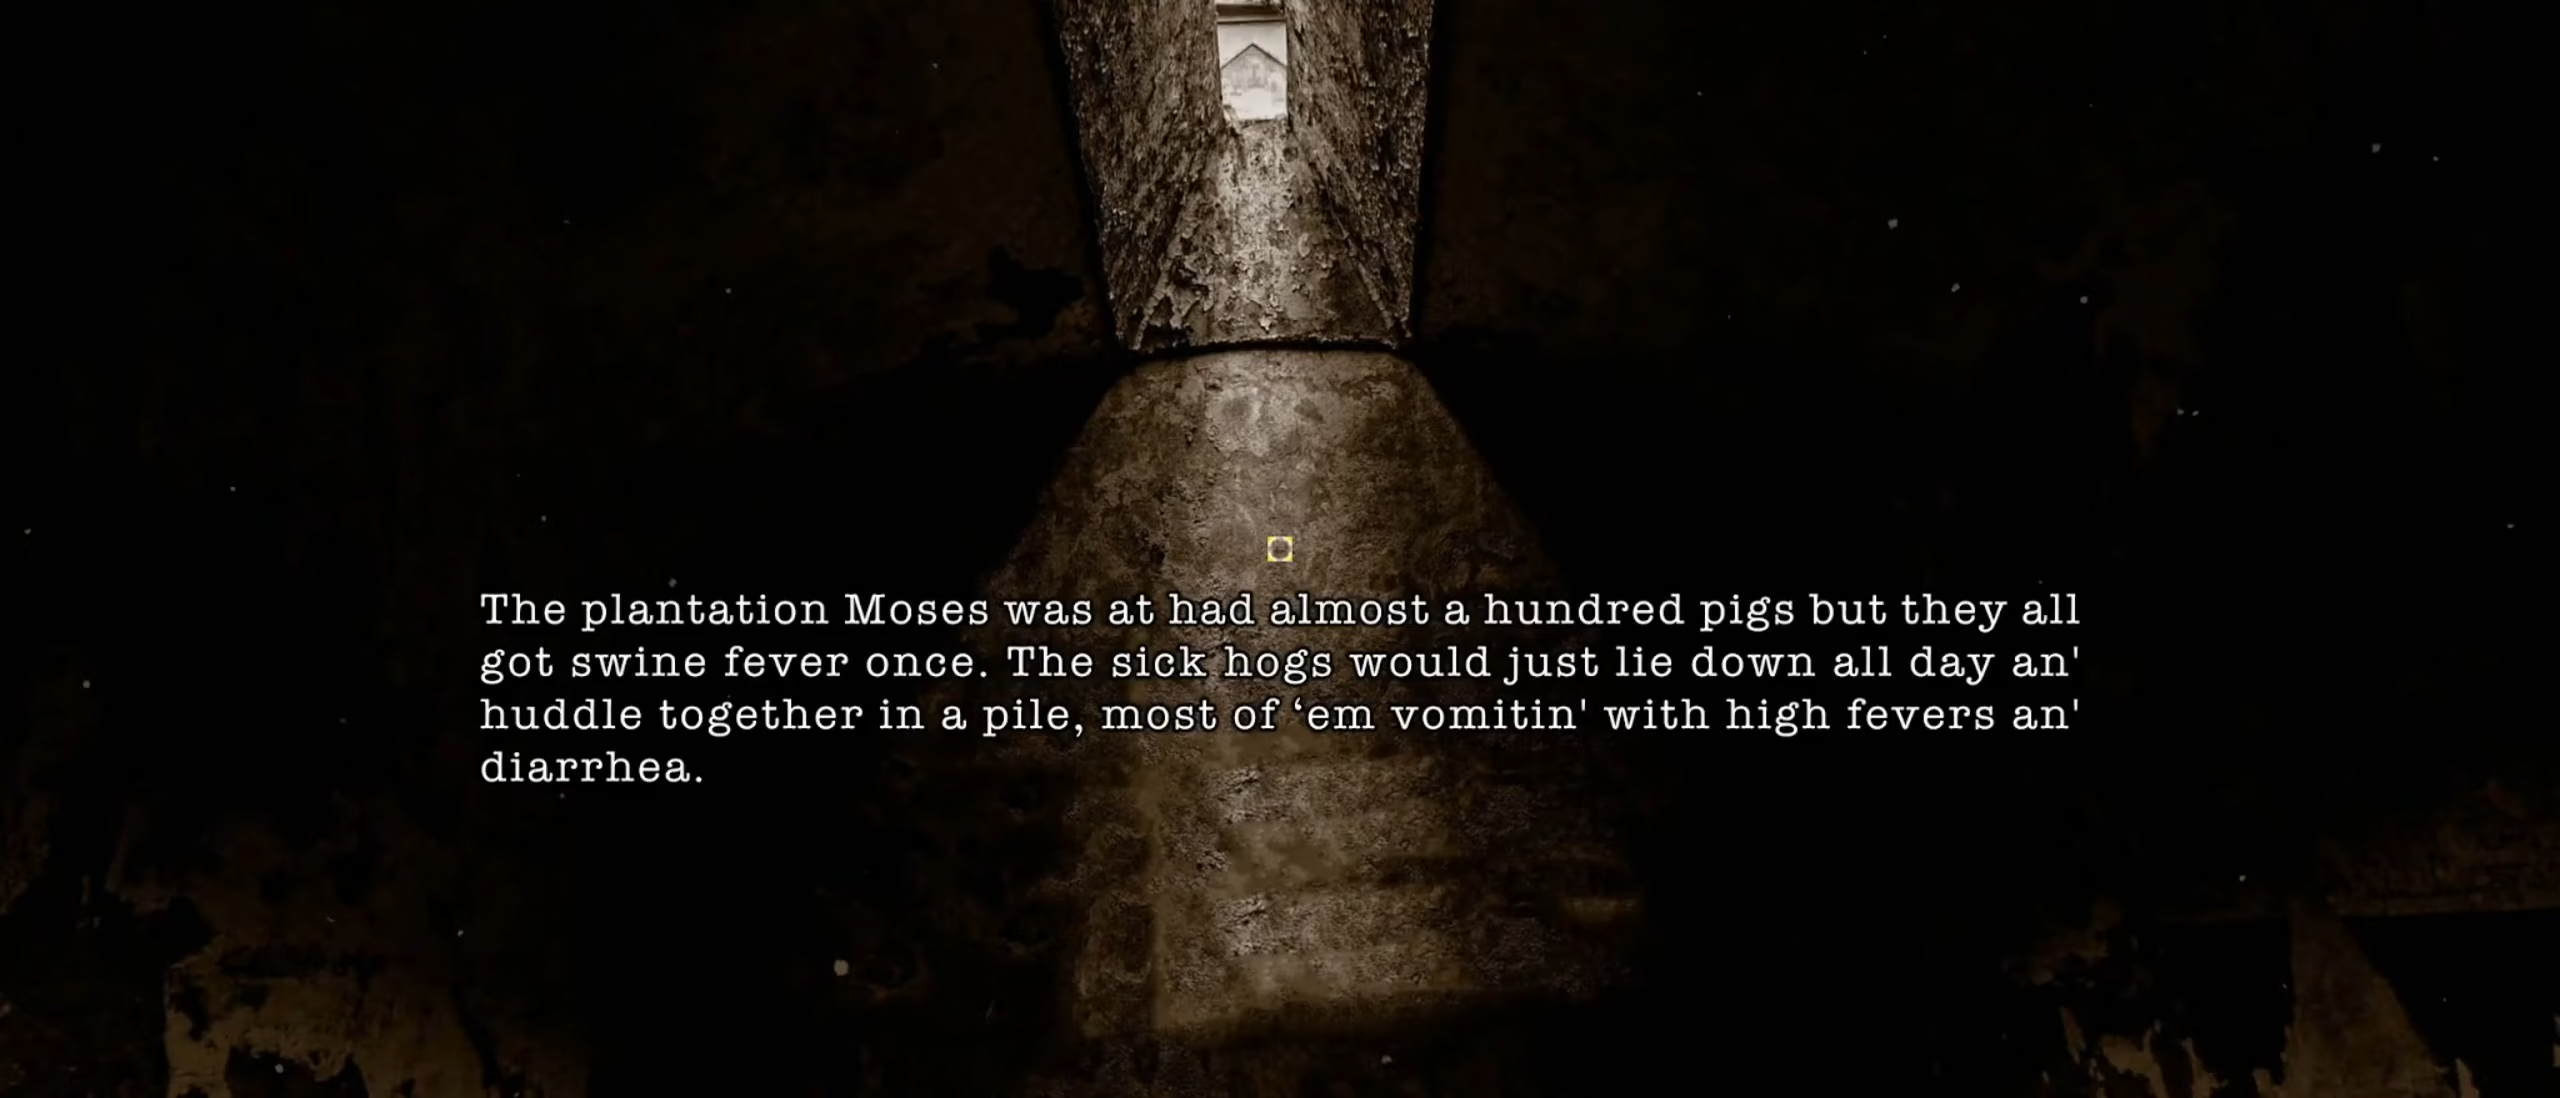 The plantation Moses was at had almost a hundred pigs but they all
got swine fever once. The sick hogs would just lie down all day an'
huddle together in a pile, most of ‘em vomitin' with high fevers an'
diarrhea.